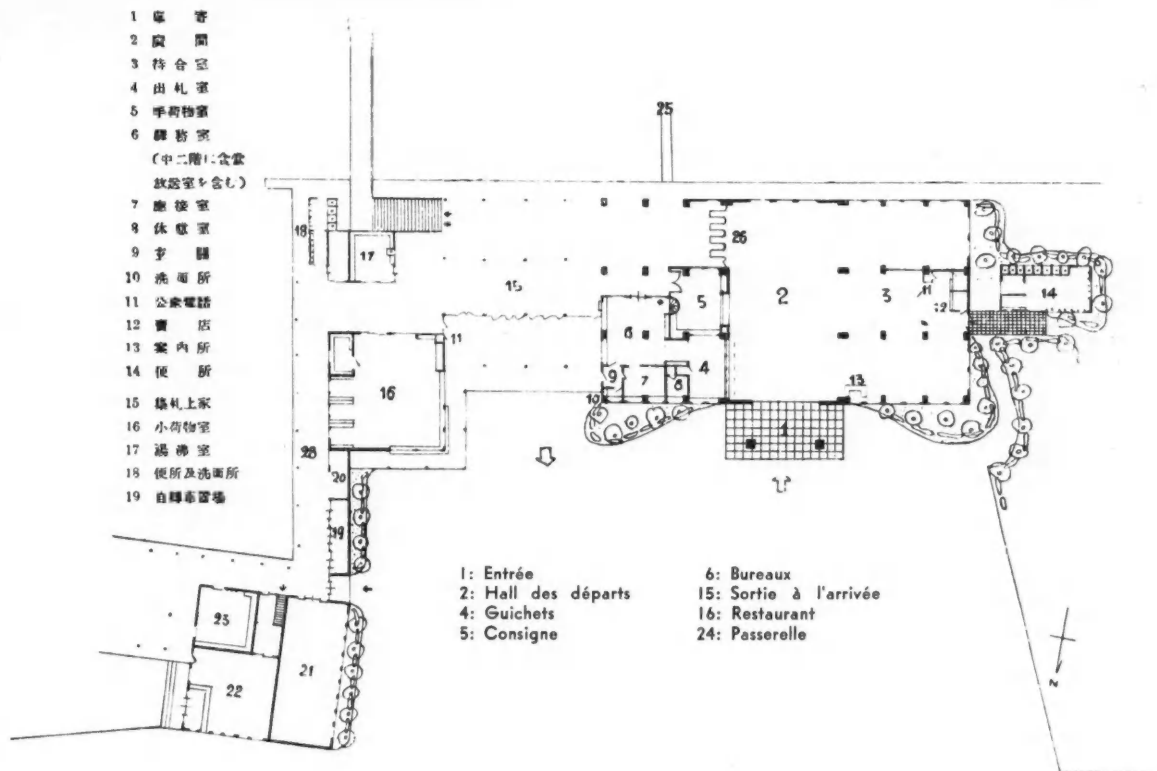 1 車寄
2 廣間
3 待合室
4 出札室
5 手荷物室
6 驛務室
(中二階に食堂
放送室を含む)
7 應接室
8 休憩室
9 玄關
10 洗面所
11 公衆電話
12 賣店
13 案内所
14 便所
15 集札上家
16 小荷物室
17 湯沸室
18 便所及洗面所
19 自轉車置場
25
18
17
15
26
2
5
6
4
9
7
8
10
3
11
12
14
13
1
11
16
28
20
19
23
21
22
1: Entrée
2: Hall des départs
4: Guichets
5: Consigne
6: Bureaux
15: Sortie à l'arrivée
16: Restaurant
24: Passerelle
N